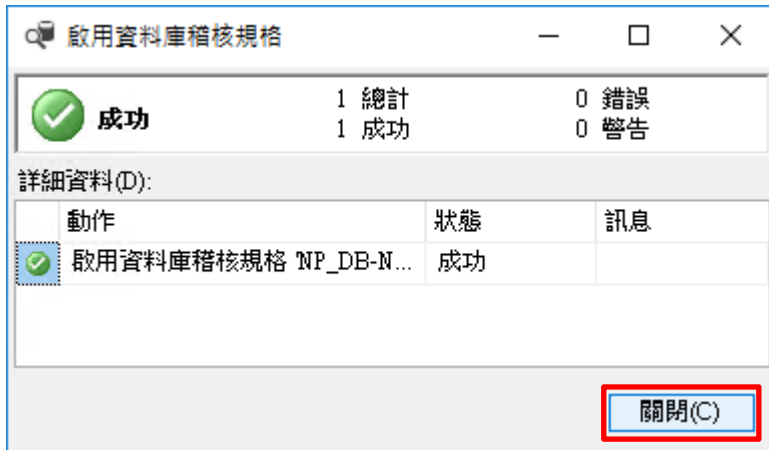 啟用資料庫稽核規格
成功 1 總計 0 錯誤
1 成功 0 警告
詳細資料(D):
動作 狀態 訊息
啟用資料庫稽核規格 'NP_DB-N... 成功
關閉(C)